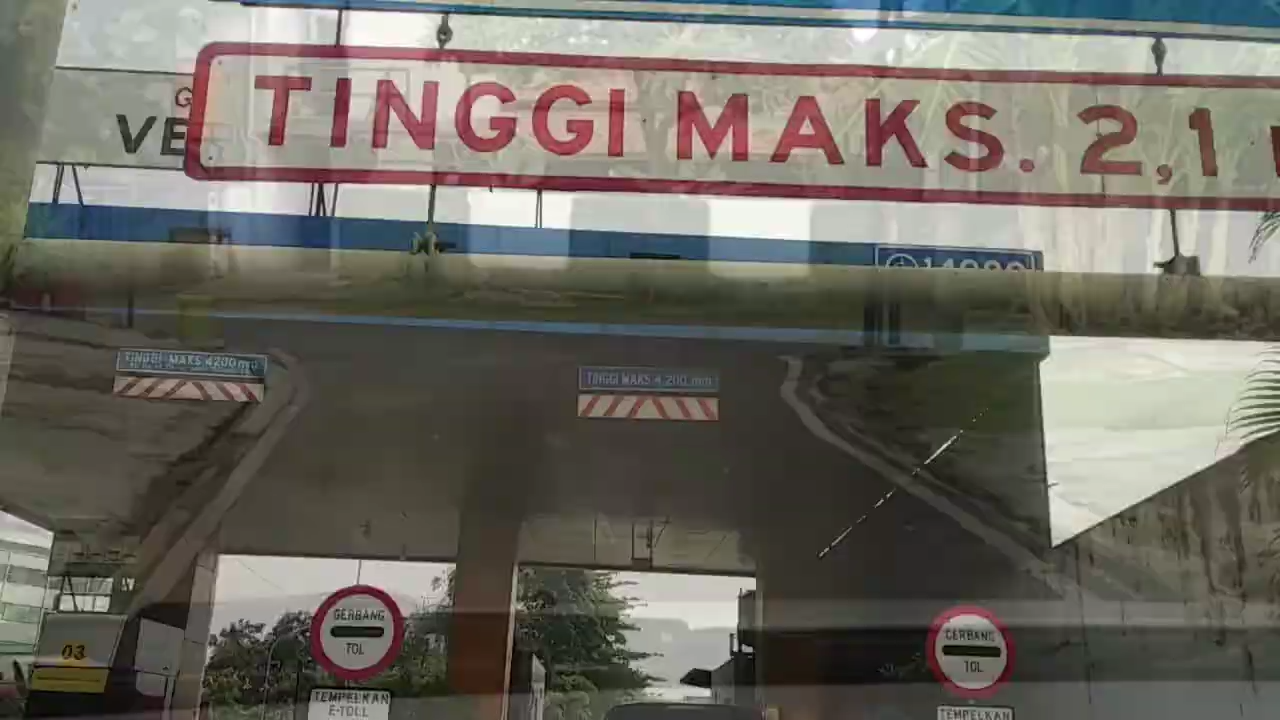 TINGGI MAKS. 2,1
TINGGI MAKS 4200 mm
TINGGI MAKS 4.200 mm
03
GERBANG
TOL
TEMPELKAN
E-TOLL
GERBANG
TOL
TEMPELKAN